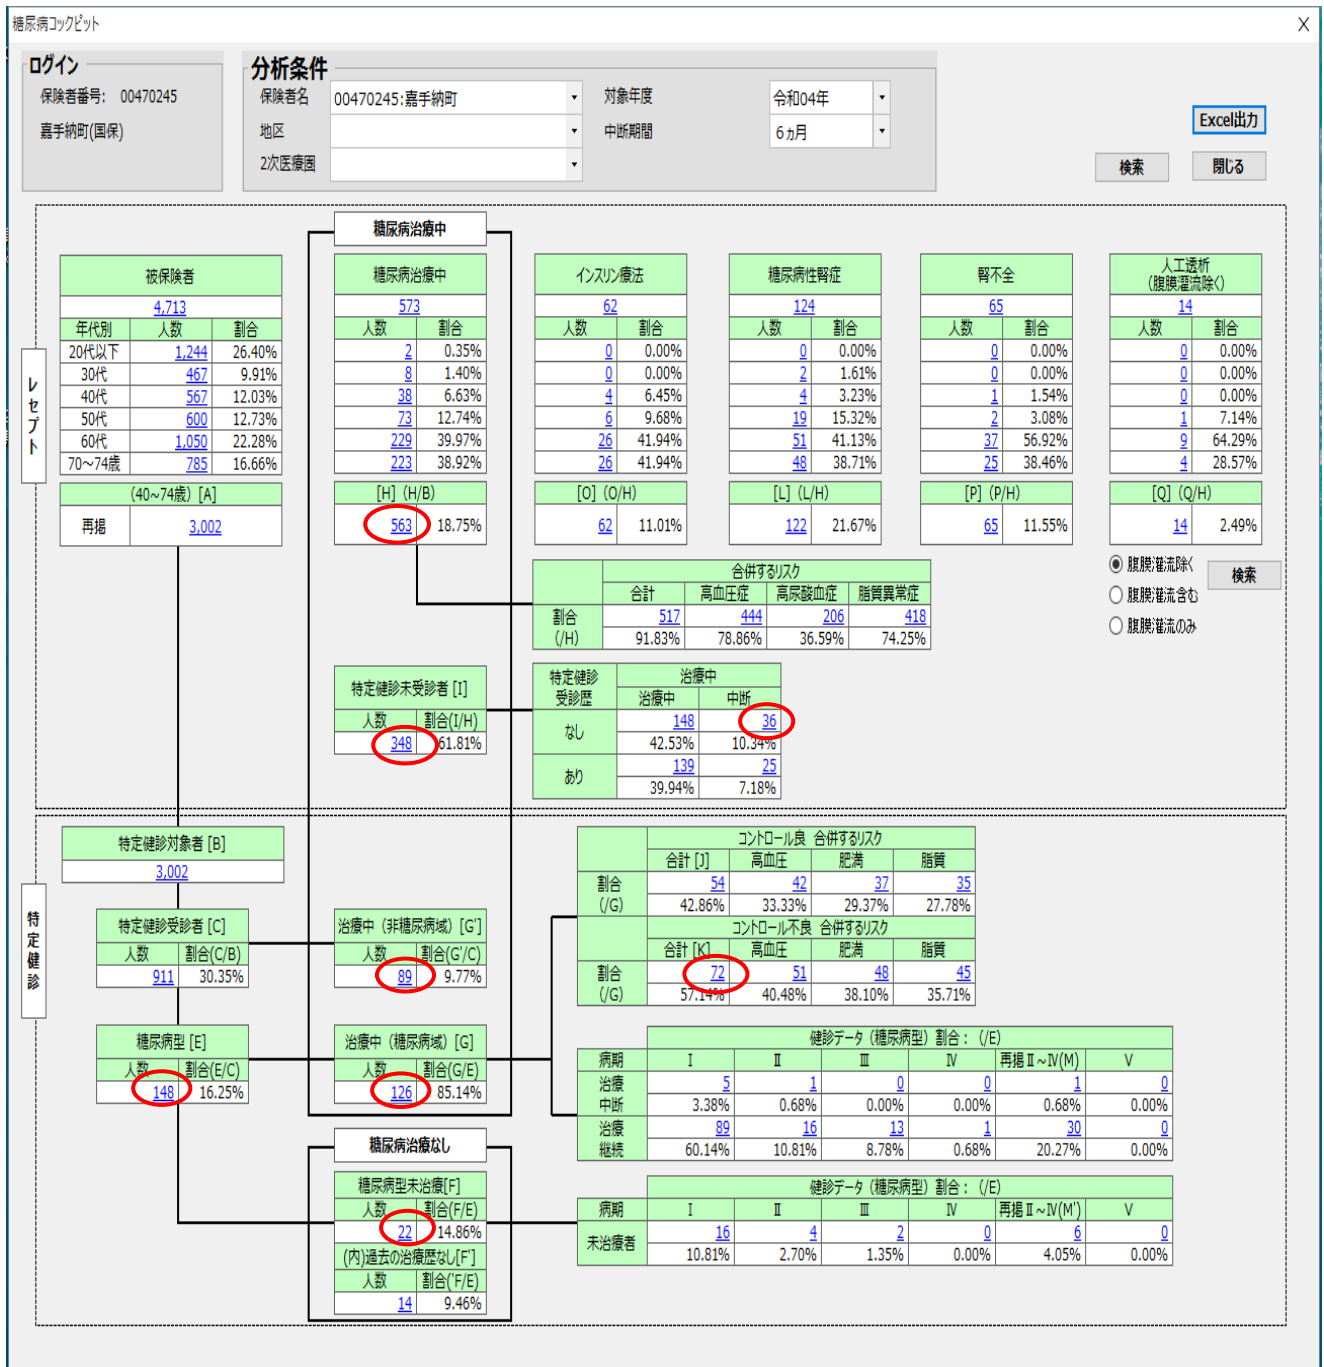 糖尿病コックピット
X
ログイン
保険者番号: 00470245
嘉手納町(国保)
分析条件
保険者名 00470245:嘉手納町 対象年度 令和04年
地区 中断期間 6ヵ月
2次医療圏
Excel出力
検索 閉じる
レセプト
糖尿病治療中
被保険者 糖尿病治療中 インスリン療法 糖尿病性腎症 腎不全 人工透析
(腹膜灌流除く)
4,713 573 62 124 65 14
年代別 人数 割合 人数 割合 人数 割合 人数 割合 人数 割合 人数 割合
20代以下 1,244 26.40% 2 0.35% 0 0.00% 0 0.00% 0 0.00% 0 0.00%
30代 467 9.91% 8 1.40% 0 0.00% 2 1.61% 0 0.00% 0 0.00%
40代 567 12.03% 38 6.63% 4 6.45% 4 3.23% 1 1.54% 0 0.00%
50代 600 12.73% 73 12.74% 6 9.68% 19 15.32% 2 3.08% 1 7.14%
60代 1,050 22.28% 229 39.97% 26 41.94% 51 41.13% 37 56.92% 9 64.29%
70～74歳 785 16.66% 223 38.92% 26 41.94% 48 38.71% 25 38.46% 4 28.57%
(40~74歳) [A] [H] (H/B) [O] (O/H) [L] (L/H) [P] (P/H) [Q] (Q/H)
再掲 3,002 563 18.75% 62 11.01% 122 21.67% 65 11.55% 14 2.49%
合併するリスク
合計 高血圧症 高尿酸血症 脂質異常症
割合 517 444 206 418
(/H) 91.83% 78.86% 36.59% 74.25%
腹膜灌流除く 検索
腹膜灌流含む
腹膜灌流のみ
特定健診未受診者 [I]
人数 割合(I/H)
348 61.81%
特定健診
受診歴 治療中
治療中 中断
なし 148 36
42.53% 10.34%
あり 139 25
39.94% 7.18%
特定健診
特定健診対象者 [B]
3,002
特定健診受診者 [C]
人数 割合(C/B)
911 30.35%
治療中 (非糖尿病域) [G']
人数 割合(G'/C)
89 9.77%
コントロール良 合併するリスク
合計 [J] 高血圧 肥満 脂質
割合 54 42 37 35
(/G) 42.86% 33.33% 29.37% 27.78%
コントロール不良 合併するリスク
合計 [K] 高血圧 肥満 脂質
割合 72 51 48 45
(/G) 57.14% 40.48% 38.10% 35.71%
糖尿病型 [E]
人数 割合(E/C)
148 16.25%
治療中 (糖尿病域) [G]
人数 割合(G/E)
126 85.14%
健診データ (糖尿病型) 割合: (/E)
病期 Ⅰ Ⅱ Ⅲ Ⅳ 再掲Ⅱ～Ⅳ(M) Ⅴ
治療 5 1 0 0 1 0
中断 3.38% 0.68% 0.00% 0.00% 0.68% 0.00%
治療 89 16 13 1 30 0
継続 60.14% 10.81% 8.78% 0.68% 20.27% 0.00%
糖尿病治療なし
糖尿病型未治療[F]
人数 割合(F/E)
22 14.86%
(内)過去の治療歴なし[F']
人数 割合('F/E)
14 9.46%
健診データ (糖尿病型) 割合: (/E)
病期 Ⅰ Ⅱ Ⅲ Ⅳ 再掲Ⅱ～Ⅳ(M') Ⅴ
未治療者 16 4 2 0 6 0
10.81% 2.70% 1.35% 0.00% 4.05% 0.00%